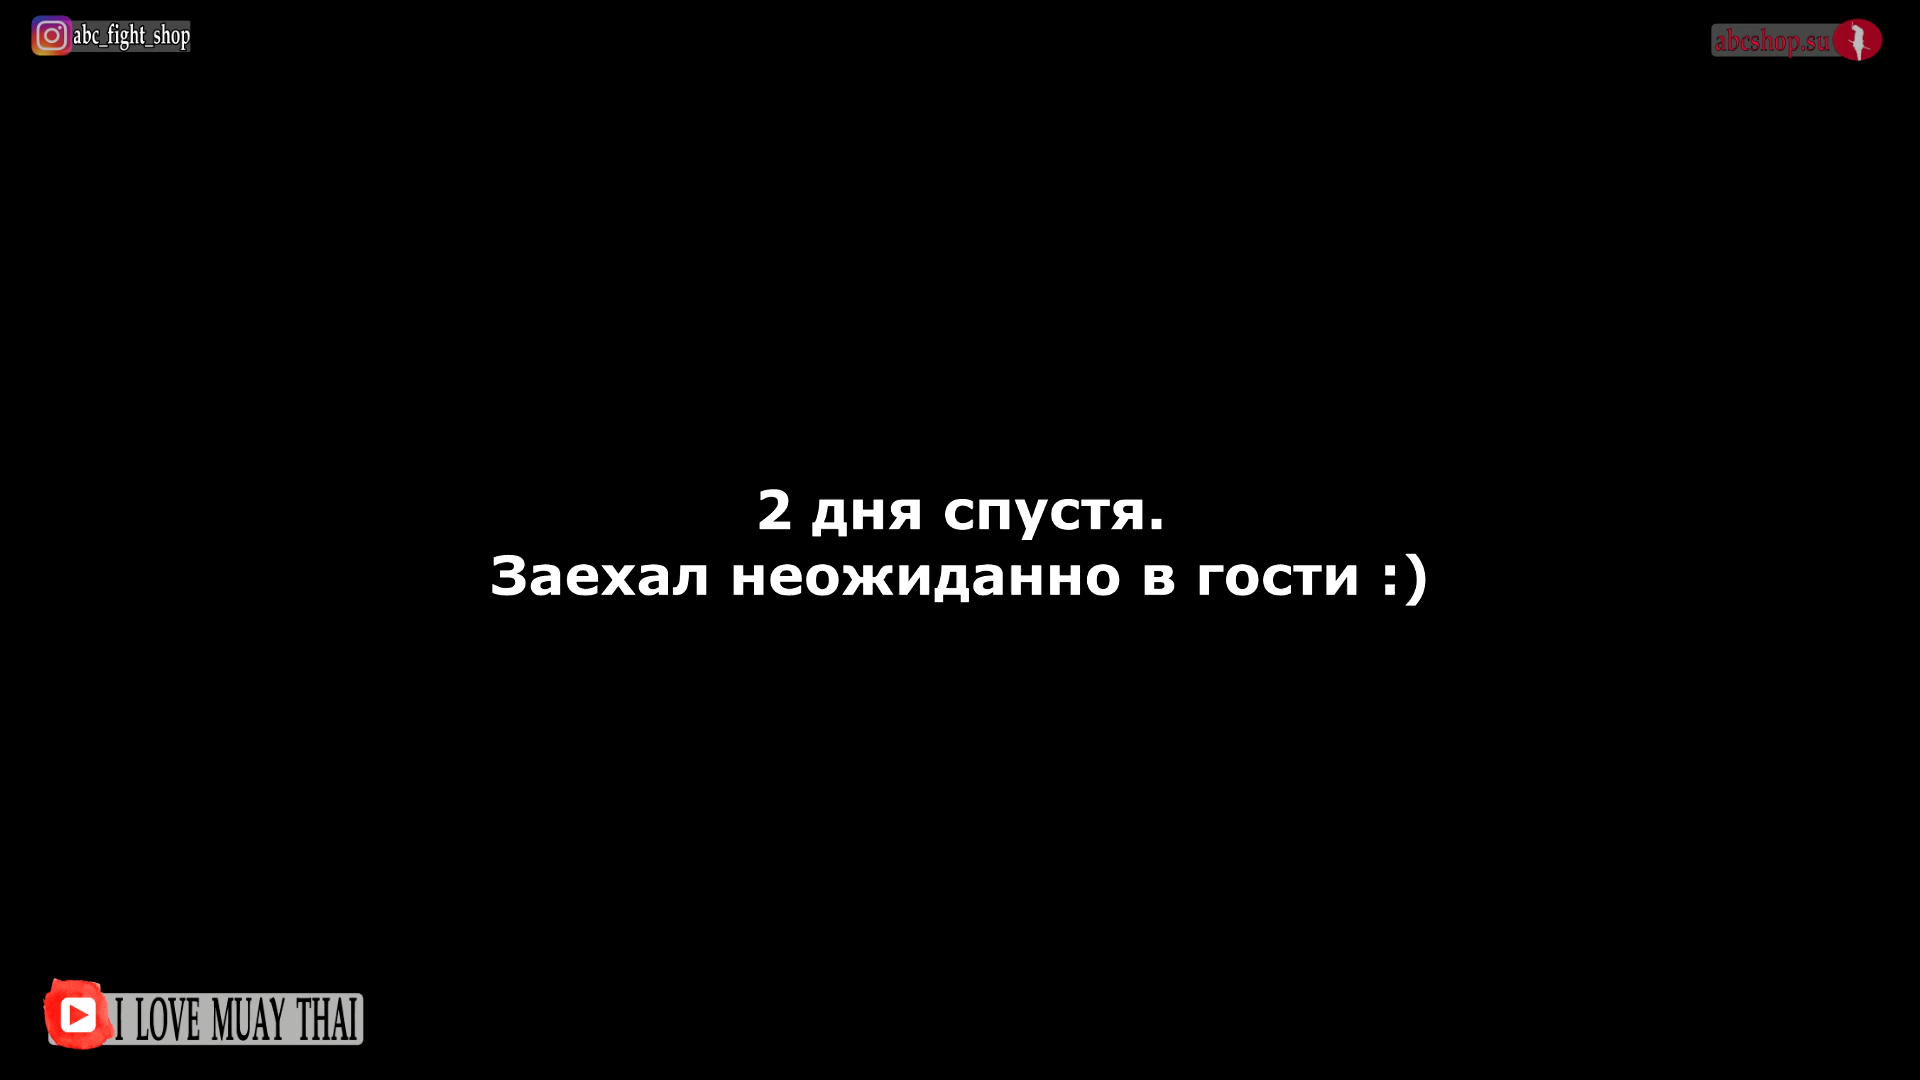 abc_fight_shop
abcshop.su
2 дня спустя.
Заехал неожиданно в гости :)
I LOVE MUAY THAI